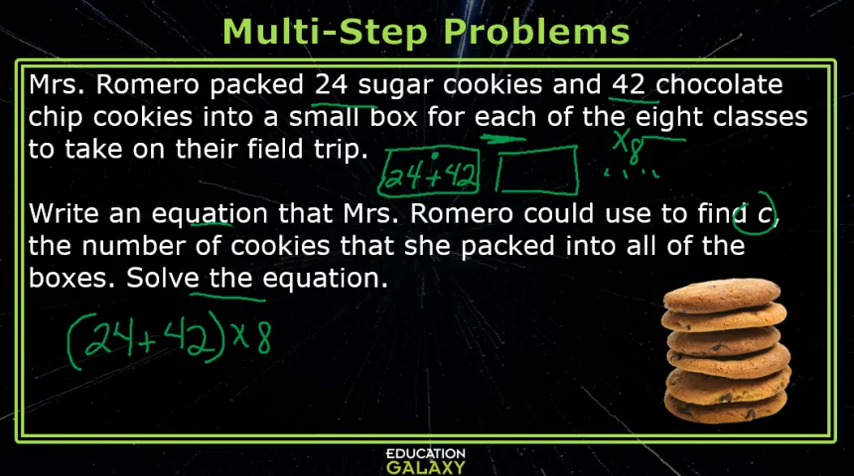 Multi-Step Problems
Mrs. Romero packed 24 sugar cookies and 42 chocolate
chip cookies into a small box for each of the eight classes
to take on their field trip.
x8
24+42
Write an equation that Mrs. Romero could use to find c,
the number of cookies that she packed into all of the
boxes. Solve the equation.
(24+42)x8
EDUCATION
GALAXY